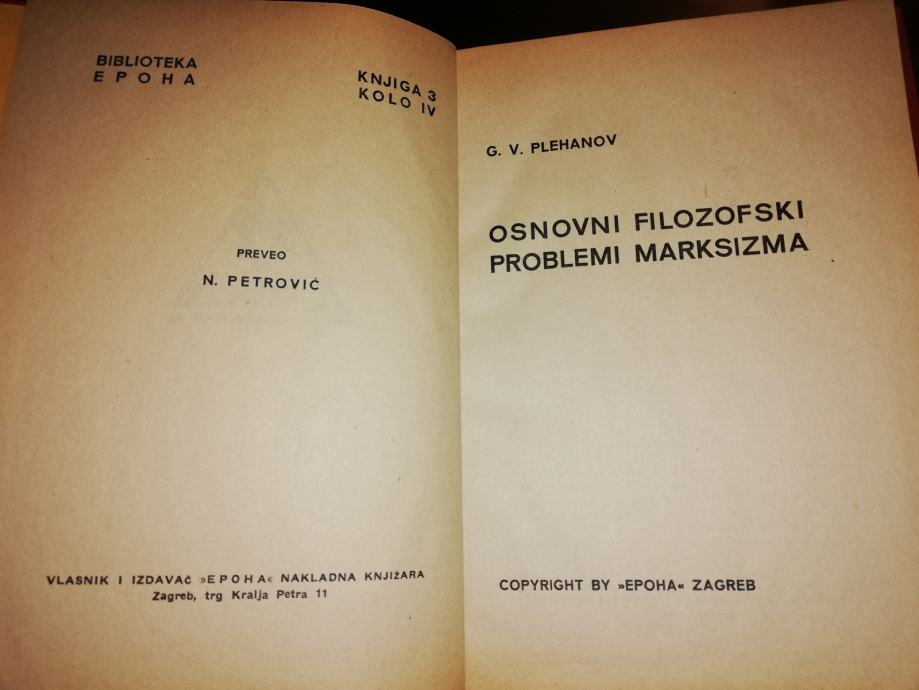 BIBLIOTEKA
EPOHA
KNJIGA 3
KOLO IV
PREVEO
N. PETROVIĆ
VLASNIK I IZDAVAČ »EPOHA« NAKLADNA KNJIŽARA
Zagreb, trg Kralja Petra 11
G. V. PLEHANOV
OSNOVNI FILOZOFSKI
PROBLEMI MARKSIZMA
COPYRIGHT BY »EPOHA« ZAGREB